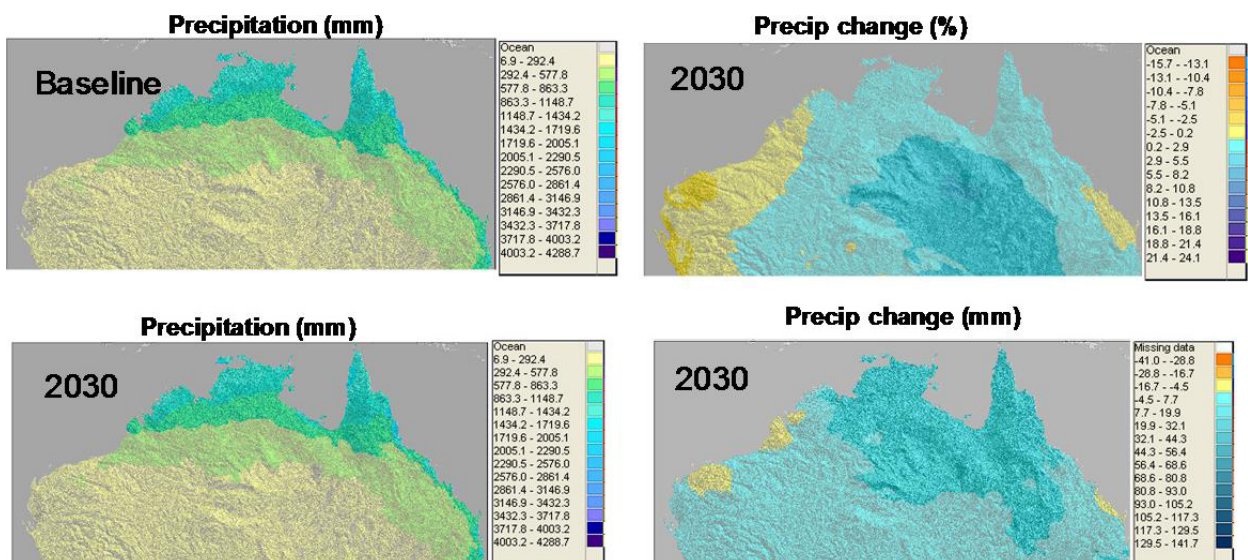 Precipitation (mm)
Baseline
Ocean
6.9 - 292.4
292.4 - 577.8
577.8 - 863.3
863.3 - 1148.7
1148.7 - 1434.2
1434.2 - 1719.6
1719.6 - 2005.1
2005.1 - 2290.5
2290.5 - 2576.0
2576.0 - 2861.4
2861.4 - 3146.9
3146.9 - 3432.3
3432.3 - 3717.8
3717.8 - 4003.2
4003.2 - 4288.7
Precip change (%)
2030
Ocean
-15.7 - -13.1
-13.1 - -10.4
-10.4 - -7.8
-7.8 - -5.1
-5.1 - -2.5
-2.5 - 0.2
0.2 - 2.9
2.9 - 5.5
5.5 - 8.2
8.2 - 10.8
10.8 - 13.5
13.5 - 16.1
16.1 - 18.8
18.8 - 21.4
21.4 - 24.1
Precipitation (mm)
2030
Ocean
6.9 - 292.4
292.4 - 577.8
577.8 - 863.3
863.3 - 1148.7
1148.7 - 1434.2
1434.2 - 1719.6
1719.6 - 2005.1
2005.1 - 2290.5
2290.5 - 2576.0
2576.0 - 2861.4
2861.4 - 3146.9
3146.9 - 3432.3
3432.3 - 3717.8
3717.8 - 4003.2
4003.2 - 4288.7
Precip change (mm)
2030
Missing data
-41.0 - -28.8
-28.8 - -16.7
-16.7 - -4.5
-4.5 - 7.7
7.7 - 19.9
19.9 - 32.1
32.1 - 44.3
44.3 - 56.4
56.4 - 68.6
68.6 - 80.8
80.8 - 93.0
93.0 - 105.2
105.2 - 117.3
117.3 - 129.5
129.5 - 141.7